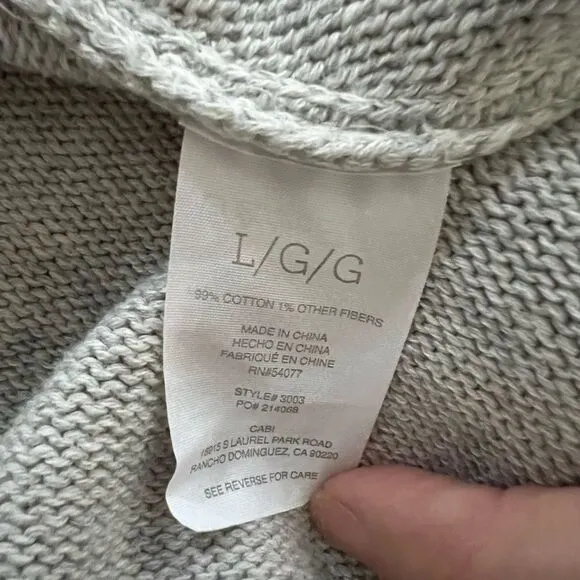 L/G/G
99% COTTON 1% OTHER FIBERS
MADE IN CHINA
HECHO EN CHINA
FABRIQUÉ EN CHINE
RN#54077
STYLE# 3003
PO# 214068
CABI
S LAUREL PARK ROAD
RANCHO DOMINGUEZ, CA 90220
SEE REVERSE FOR CARE